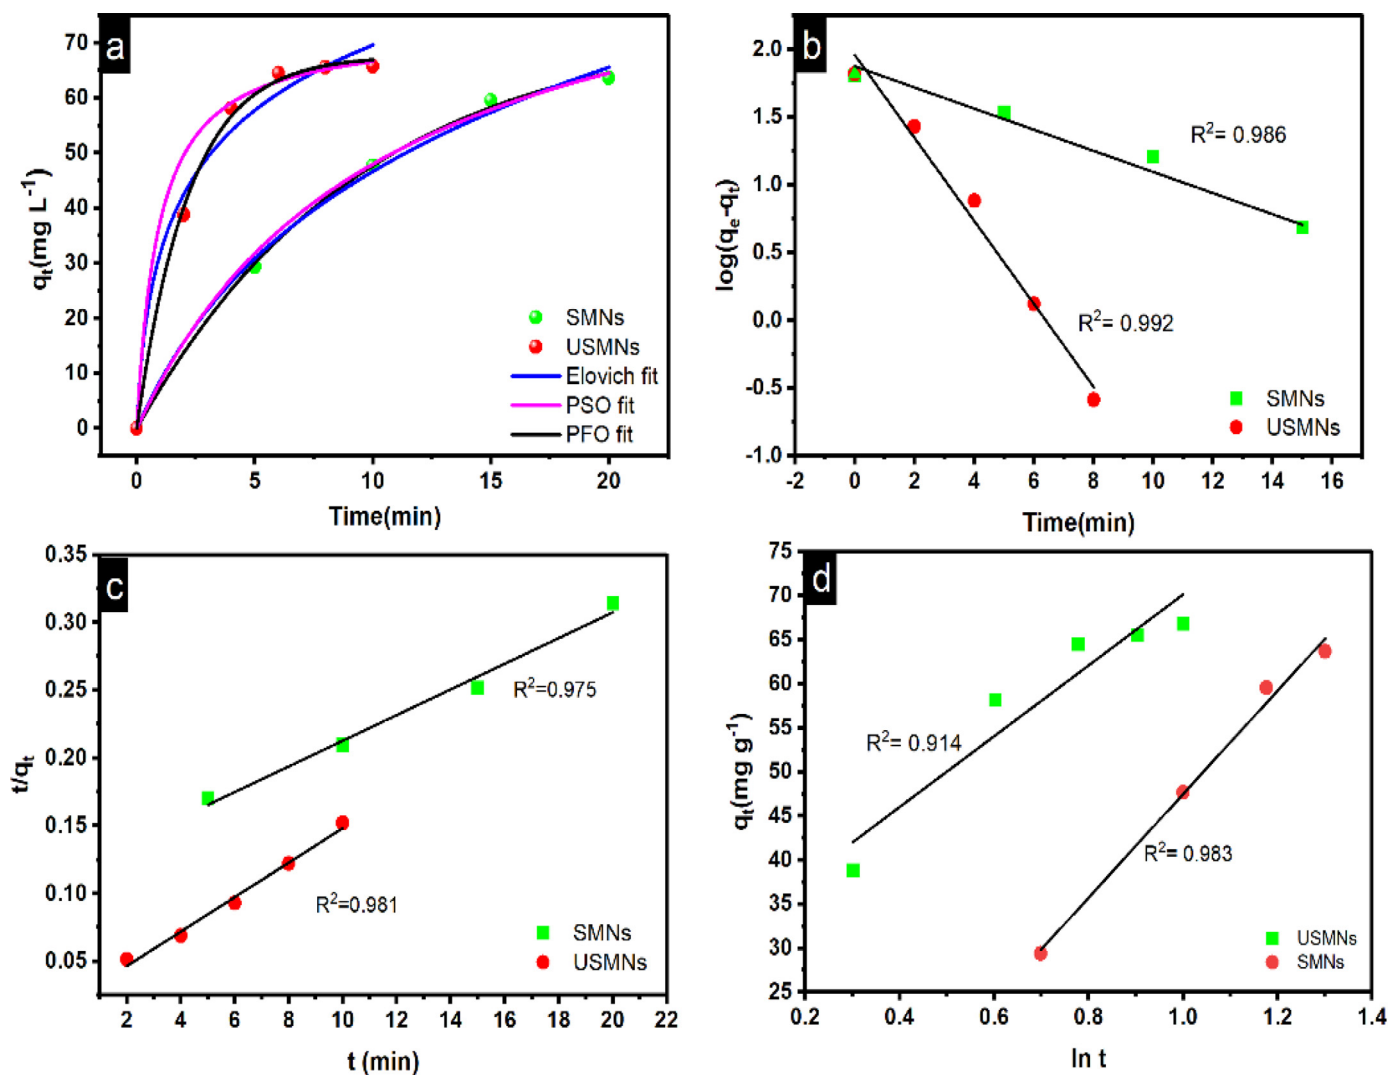 a
70
60
50
40
30
20
10
0
qt(mg L-1)
SMNs
USMNs
Elovich fit
PSO fit
PFO fit
0
5
10
15
20
Time(min)
b
2.0
1.5
1.0
0.5
0.0
-0.5
-1.0
log(qe-qt)
R2= 0.986
R2= 0.992
SMNs
USMNs
-2
0
2
4
6
8
10
12
14
16
Time(min)
c
0.35
0.30
0.25
0.20
0.15
0.10
0.05
t/qt
R2=0.975
R2=0.981
SMNs
USMNs
2
4
6
8
10
12
14
16
18
20
22
t (min)
d
75
70
65
60
55
50
45
40
35
30
25
qt(mg g-1)
R2= 0.914
R2= 0.983
USMNs
SMNs
0.2
0.4
0.6
0.8
1.0
1.2
1.4
ln t